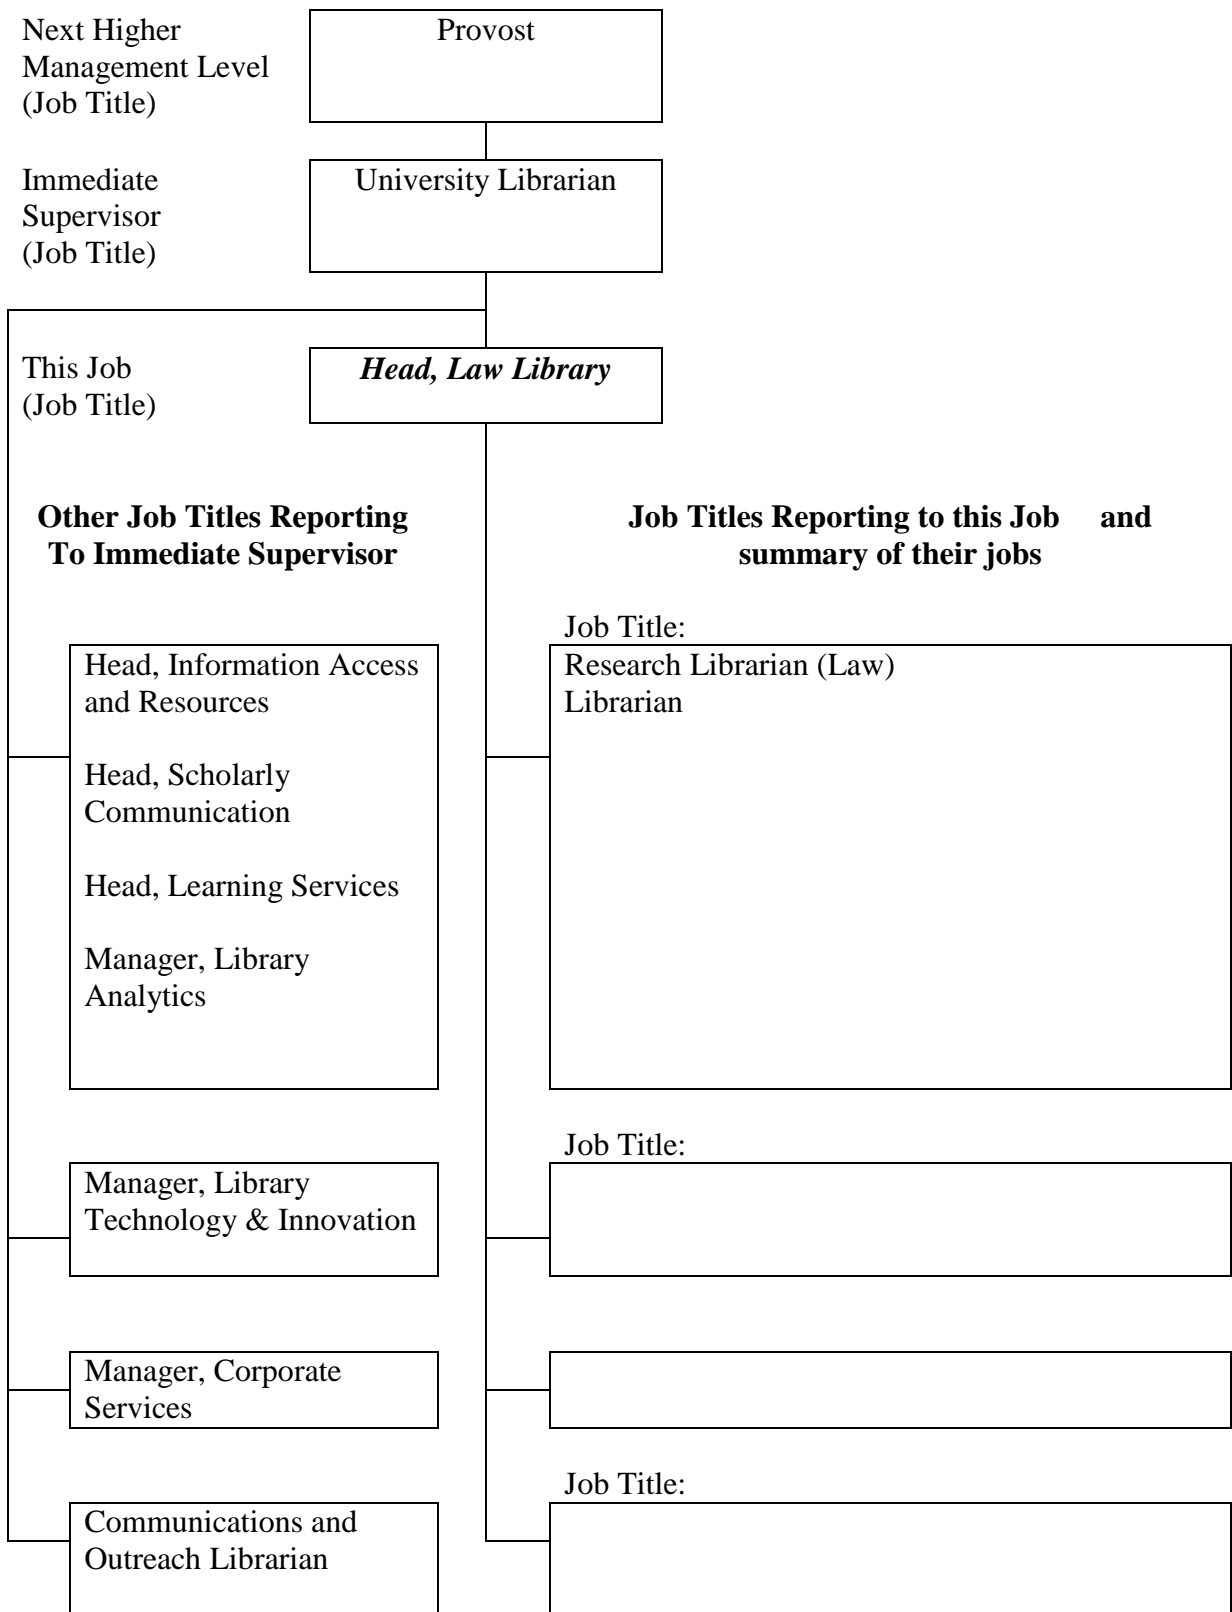 Next Higher
Management Level
(Job Title)
Provost
Immediate
Supervisor
(Job Title)
University Librarian
This Job
(Job Title)
Head, Law Library
Other Job Titles Reporting
To Immediate Supervisor
Job Titles Reporting to this Job and
summary of their jobs
Head, Information Access
and Resources
Head, Scholarly
Communication
Head, Learning Services
Manager, Library
Analytics
Job Title:
Research Librarian (Law)
Librarian
Manager, Library
Technology & Innovation
Job Title:
Manager, Corporate
Services
Communications and
Outreach Librarian
Job Title: